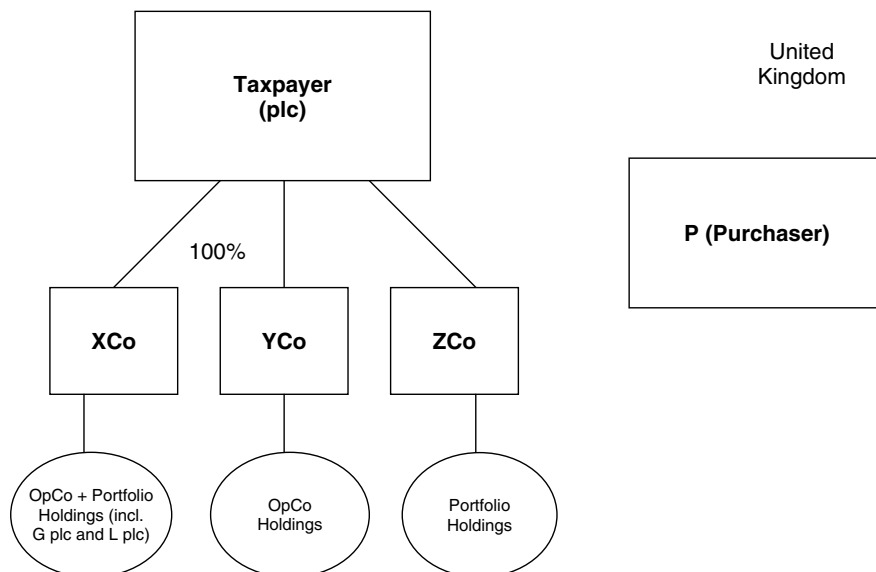 Taxpayer
(plc)
United
Kingdom
P (Purchaser)
100%
XCo
YCo
ZCo
OpCo + Portfolio
Holdings (incl.
G plc and L plc)
OpCo
Holdings
Portfolio
Holdings